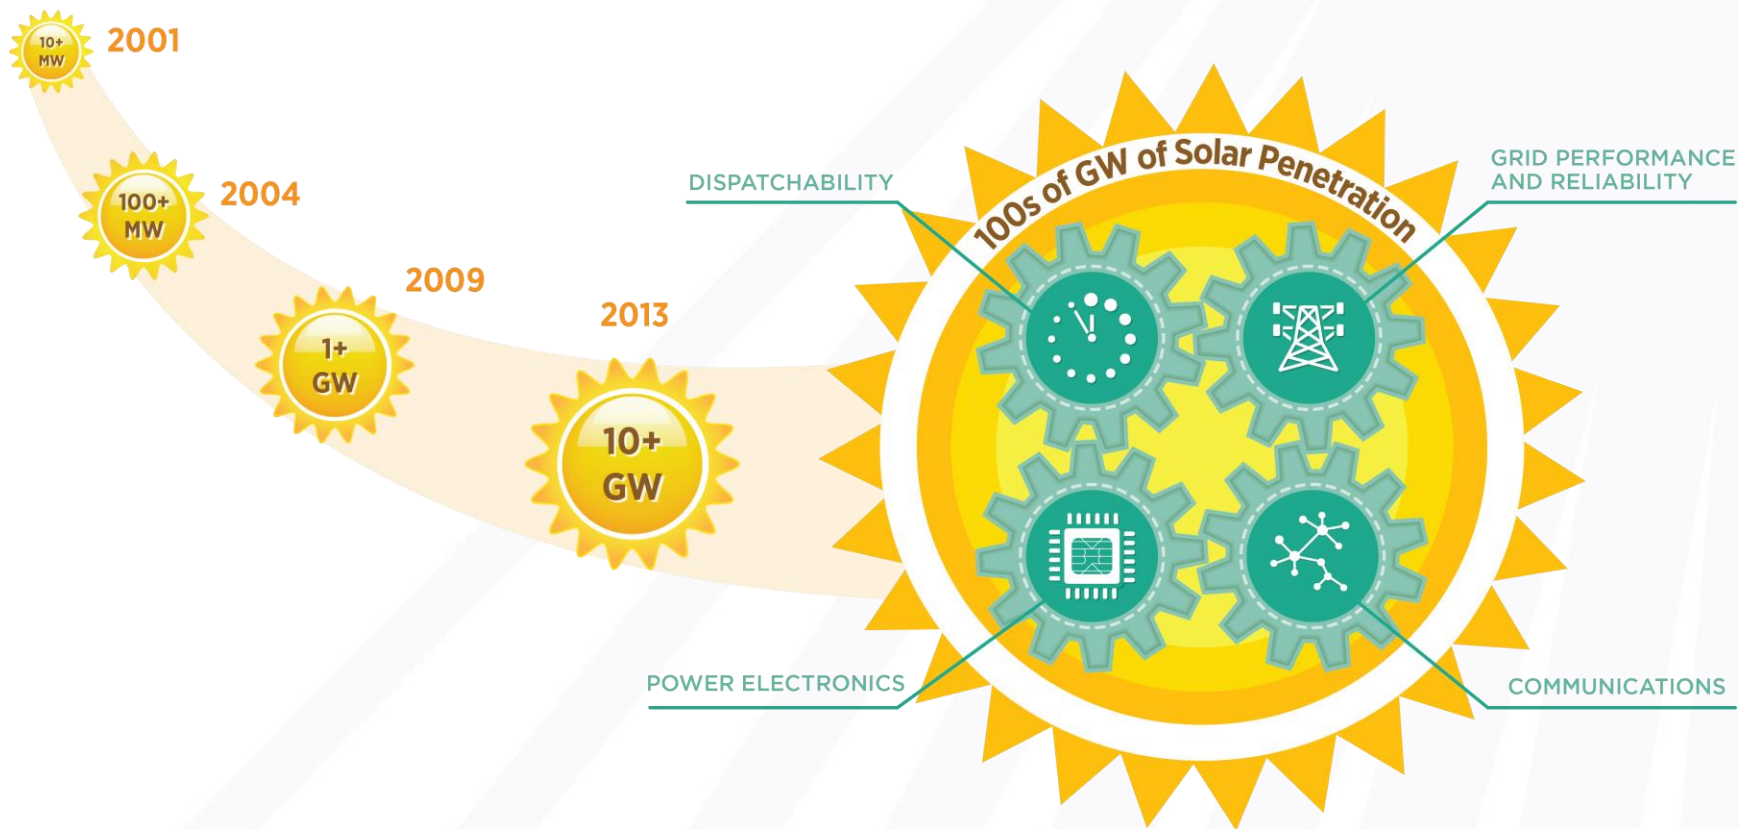 10+
MW
2001
100+
MW
2004
1+
GW
2009
10+
GW
2013
100s of GW of Solar Penetration
DISPATCHABILITY
GRID PERFORMANCE
AND RELIABILITY
POWER ELECTRONICS
COMMUNICATIONS